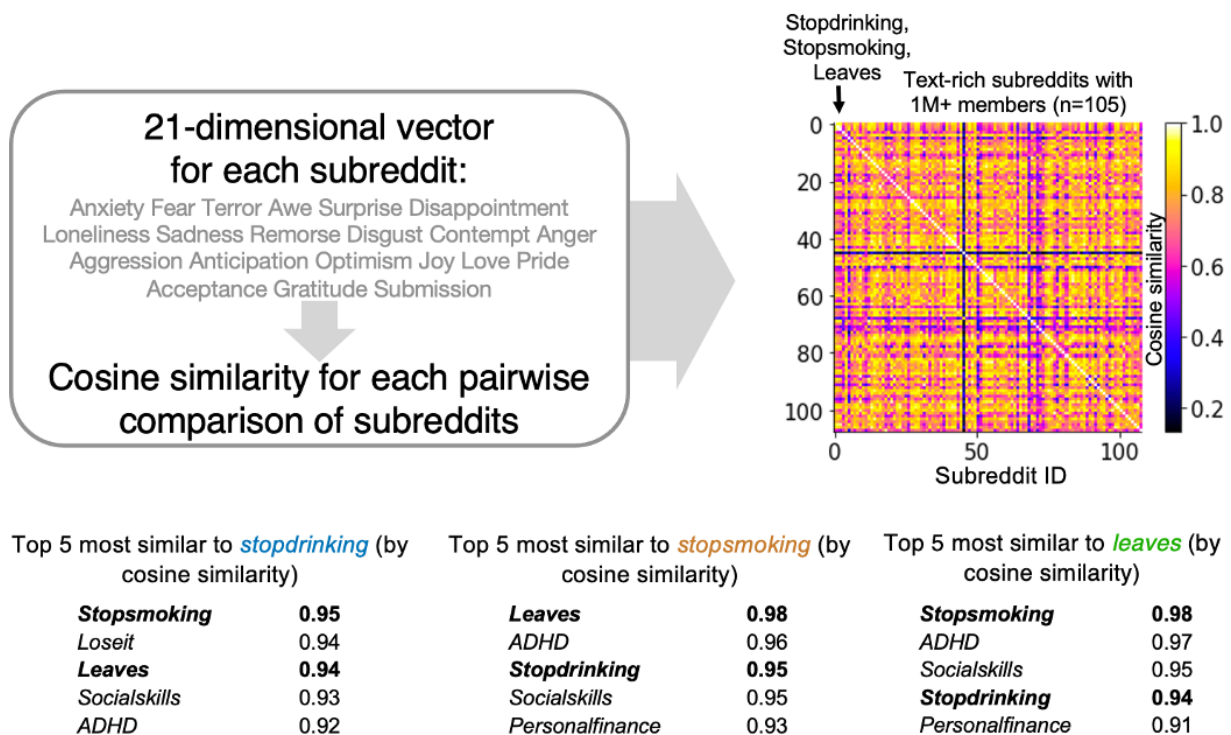 21-dimensional vector
for each subreddit:
Anxiety Fear Terror Awe Surprise Disappointment
Loneliness Sadness Remorse Disgust Contempt Anger
Aggression Anticipation Optimism Joy Love Pride
Acceptance Gratitude Submission
Cosine similarity for each pairwise
comparison of subreddits
Stopdrinking,
Stopsmoking,
Leaves
Text-rich subreddits with
1M+ members (n=105)
0
20
40
60
80
100
0
50
100
Subreddit ID
1.0
0.8
0.6
0.4
0.2
Cosine similarity
Top 5 most similar to stopdrinking (by
cosine similarity)
Stopsmoking 0.95
Loseit 0.94
Leaves 0.94
Socialskills 0.93
ADHD 0.92
Top 5 most similar to stopsmoking (by
cosine similarity)
Leaves 0.98
ADHD 0.96
Stopdrinking 0.95
Socialskills 0.95
Personalfinance 0.93
Top 5 most similar to leaves (by
cosine similarity)
Stopsmoking 0.98
ADHD 0.97
Socialskills 0.95
Stopdrinking 0.94
Personalfinance 0.91